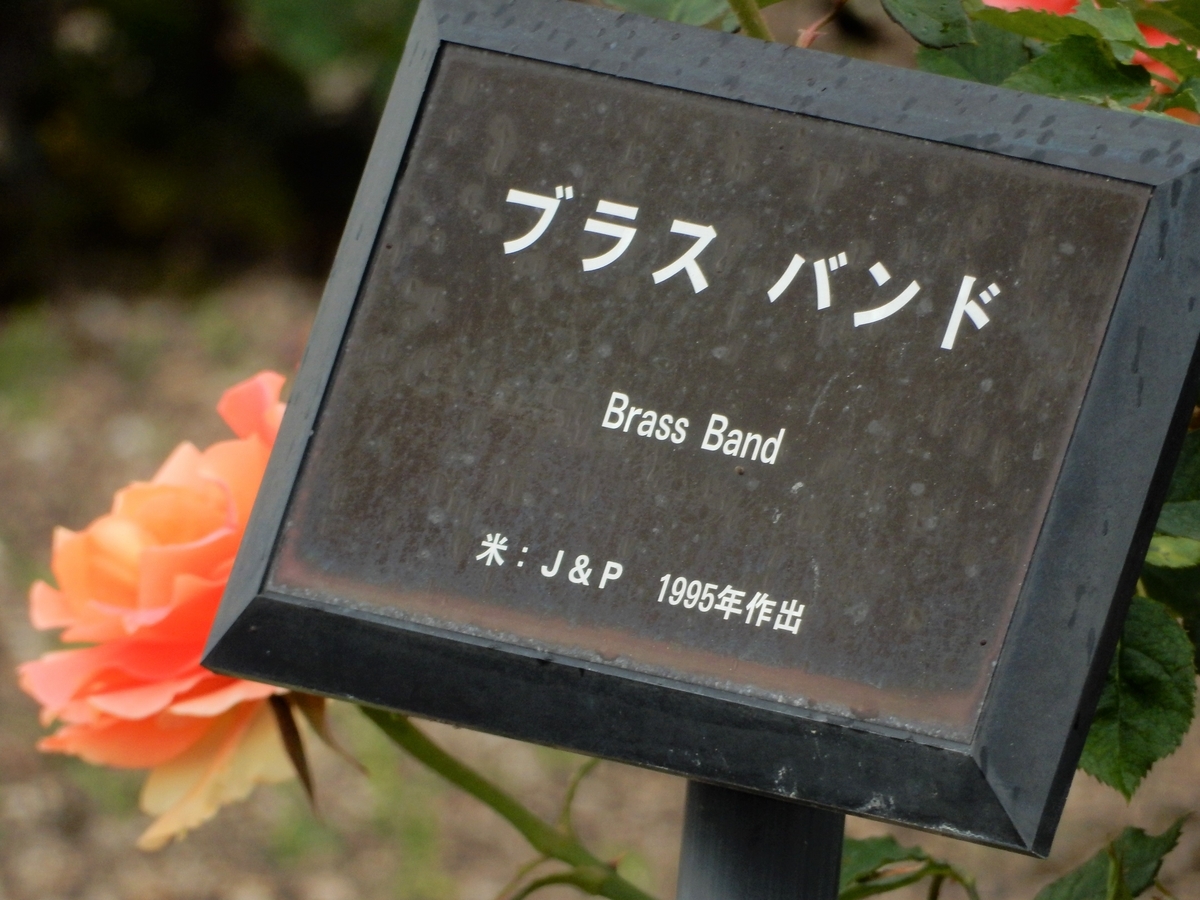 ブラス バンド
Brass Band
米：J＆P　1995年作出